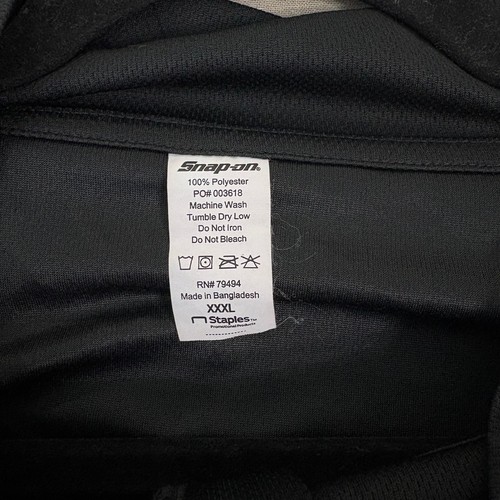 Snap-on®
100% Polyester
PO# 003618
Machine Wash
Tumble Dry Low
Do Not Iron
Do Not Bleach
RN# 79494
Made in Bangladesh
XXXL
Staples™
Promotional Products